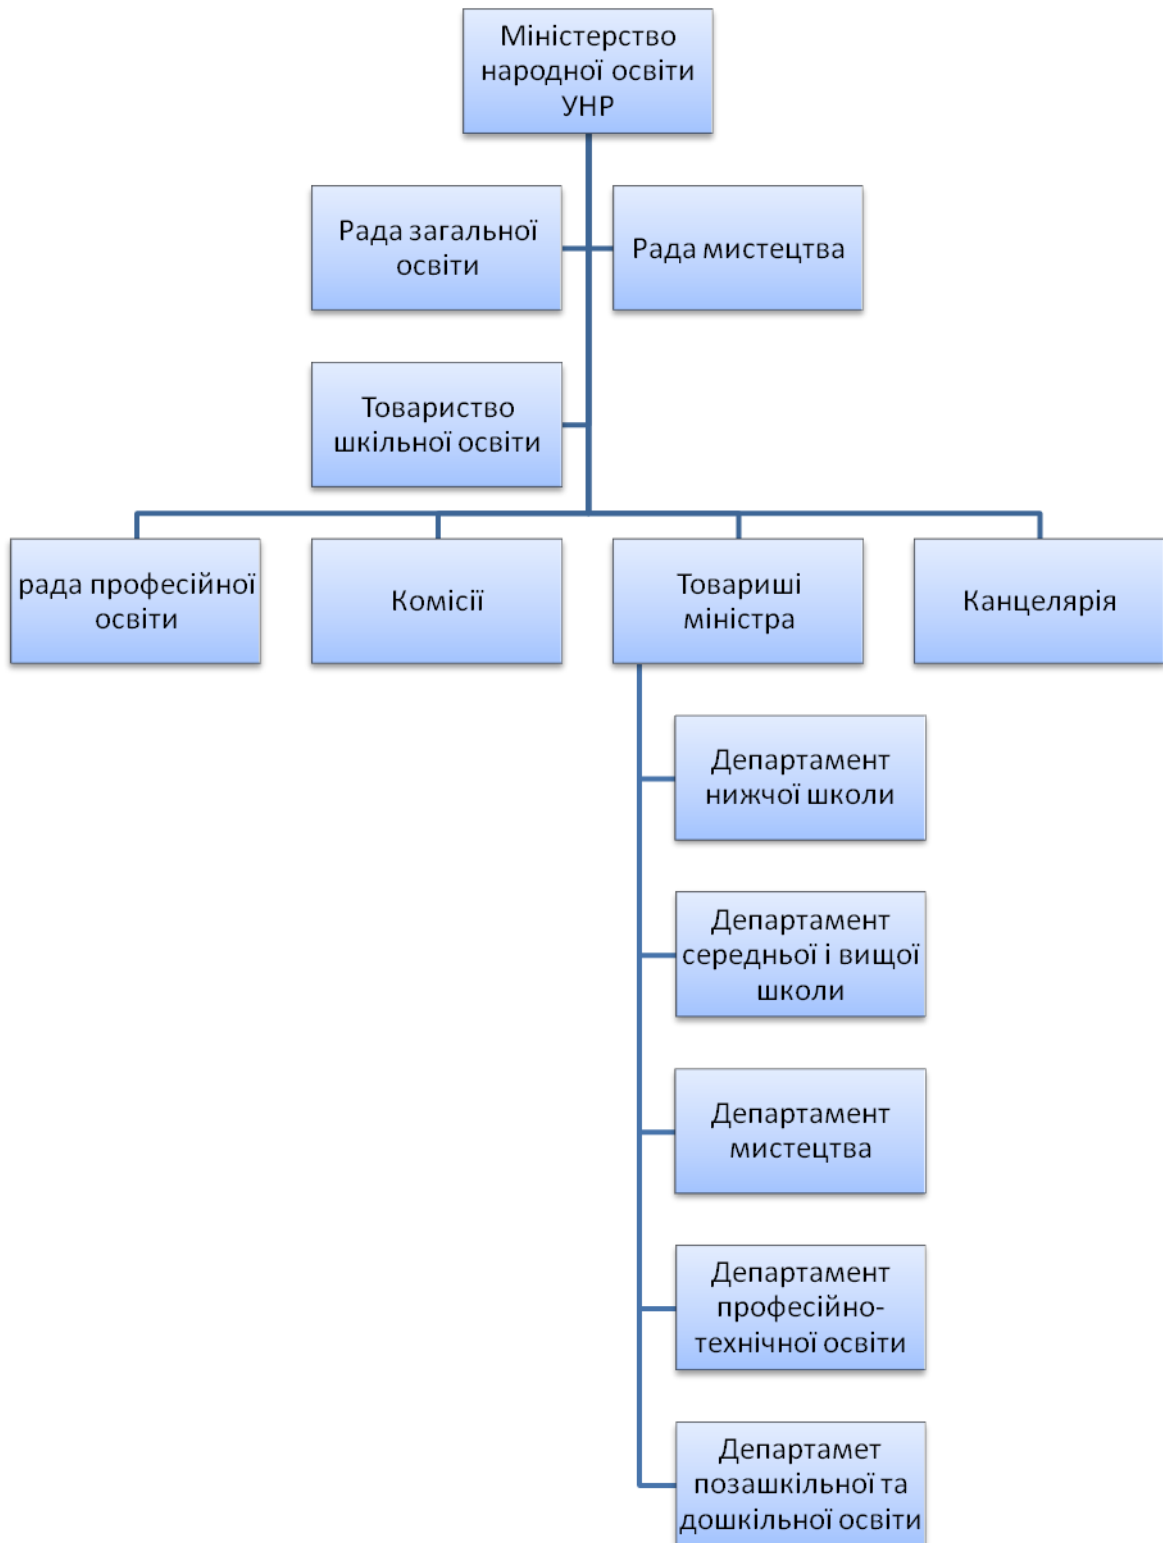 Міністерство
народної освіти
УНР
Рада загальної
освіти
Рада мистецтва
Товариство
шкільної освіти
рада професійної
освіти
Комісії
Товариші
міністра
Канцелярія
Департамент
нижчої школи
Департамент
середньої і вищої
школи
Департамент
мистецтва
Департамент
професійно-
технічної освіти
Департамет
позашкільної та
дошкільної освіти